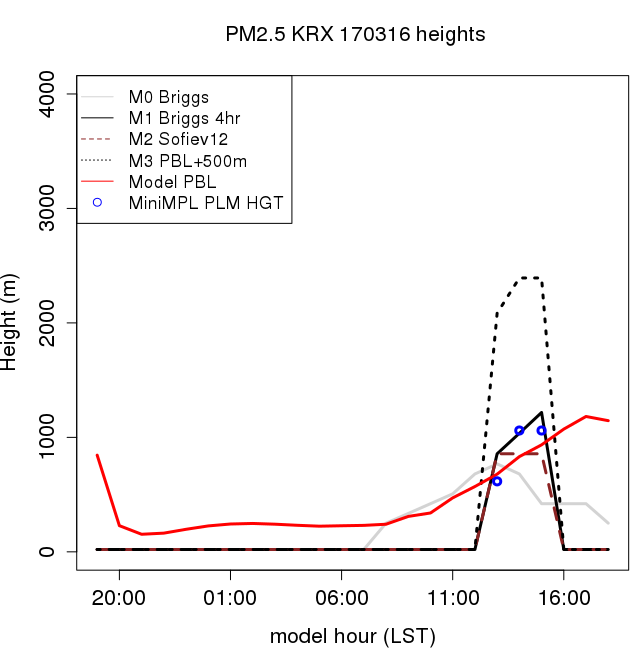 PM2.5 KRX 170316 heights
4000
3000
2000
1000
0
Height (m)
M0 Briggs
M1 Briggs 4hr
M2 Sofiev12
M3 PBL+500m
Model PBL
MiniMPL PLM HGT
20:00 01:00 06:00 11:00 16:00
model hour (LST)